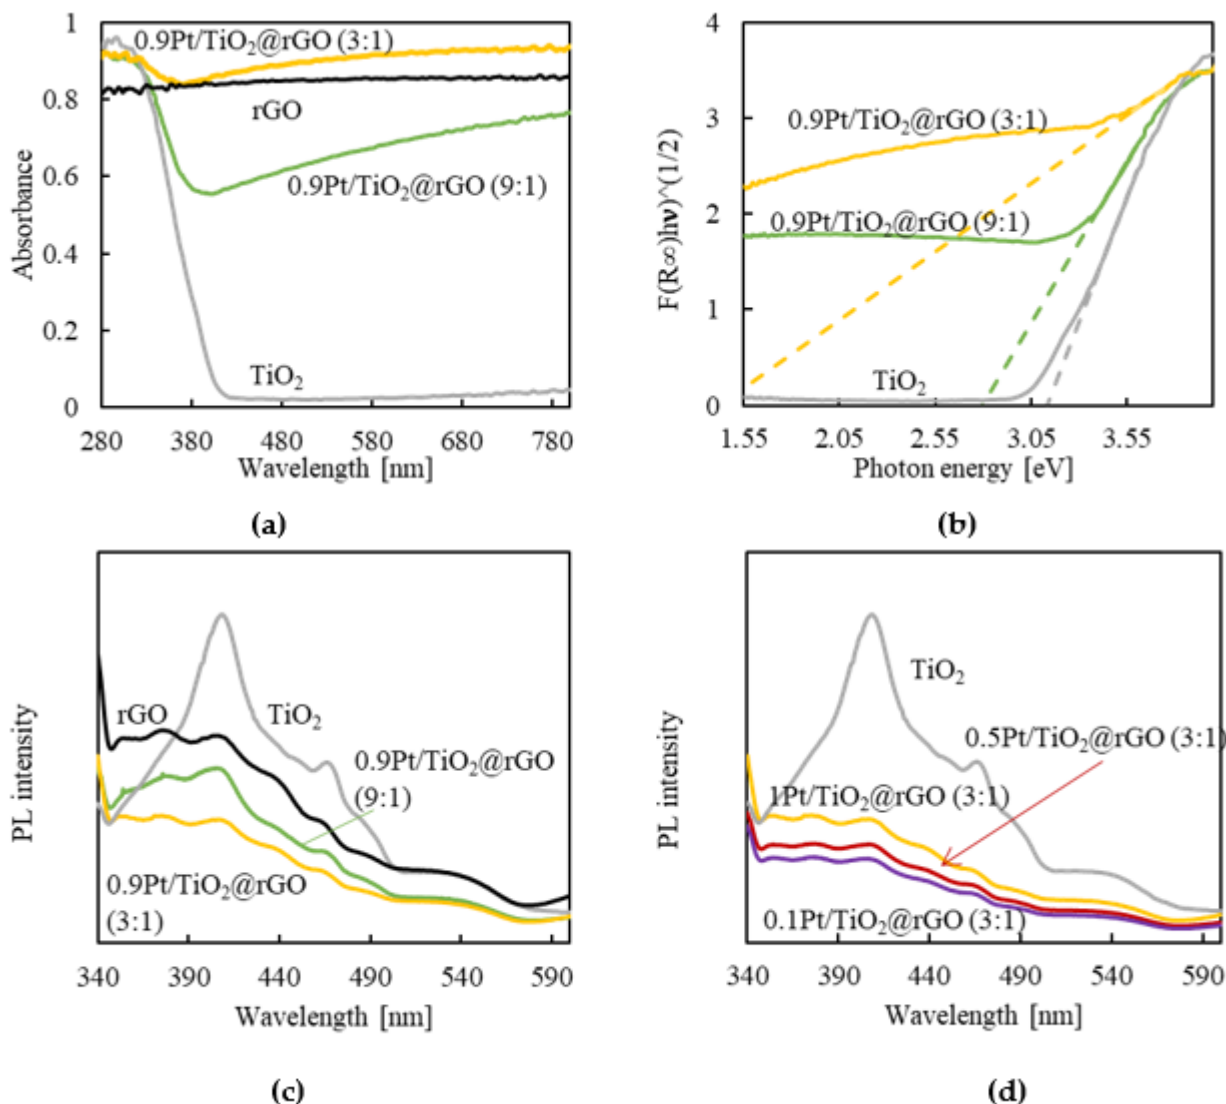 1
0.8
0.6
0.4
0.2
0
Absorbance
0.9Pt/TiO₂@rGO (3:1)
rGO
0.9Pt/TiO₂@rGO (9:1)
TiO₂
280 380 480 580 680 780
Wavelength [nm]
(a)
4
3
2
1
0
F(R∞)hν)^(1/2)
0.9Pt/TiO₂@rGO (3:1)
0.9Pt/TiO₂@rGO (9:1)
TiO₂
1.55 2.05 2.55 3.05 3.55
Photon energy [eV]
(b)
PL intensity
rGO
TiO₂
0.9Pt/TiO₂@rGO
(9:1)
0.9Pt/TiO₂@rGO
(3:1)
340 390 440 490 540 590
Wavelength [nm]
(c)
PL intensity
TiO₂
0.5Pt/TiO₂@rGO (3:1)
1Pt/TiO₂@rGO (3:1)
0.1Pt/TiO₂@rGO (3:1)
340 390 440 490 540 590
Wavelength [nm]
(d)